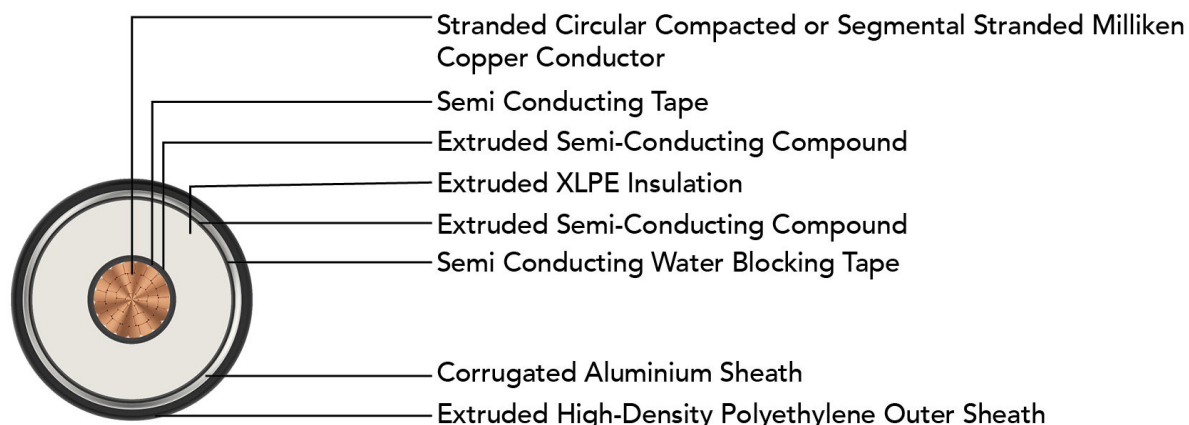 Stranded Circular Compacted or Segmental Stranded Milliken
Copper Conductor
Semi Conducting Tape
Extruded Semi-Conducting Compound
Extruded XLPE Insulation
Extruded Semi-Conducting Compound
Semi Conducting Water Blocking Tape
Corrugated Aluminium Sheath
Extruded High-Density Polyethylene Outer Sheath